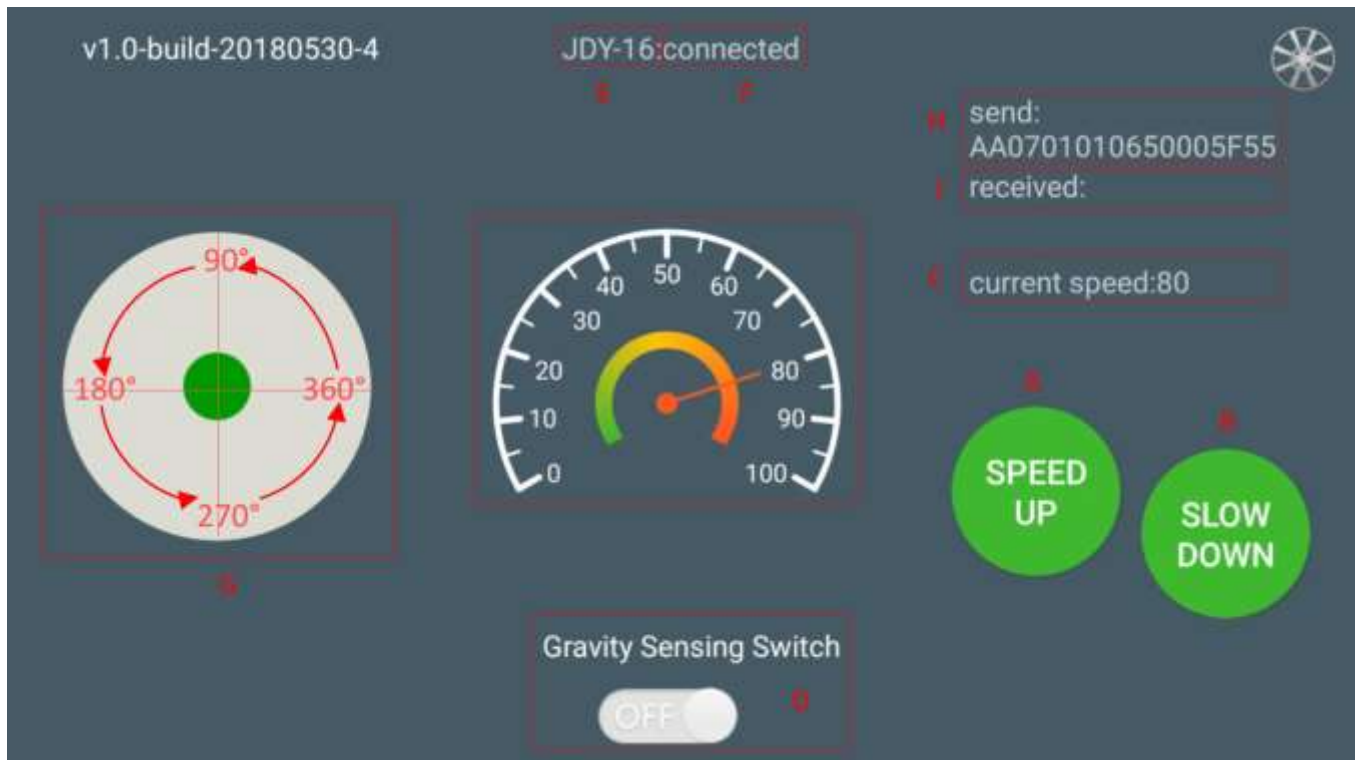 v1.0-build-20180530-4
JDY-16:connected
E
F
H
send:
AA0701010650005F55
I
received:
C
current speed:80
90°
180°
360°
270°
G
0
10
20
30
40
50
60
70
80
90
100
A
SPEED
UP
B
SLOW
DOWN
Gravity Sensing Switch
OFF
D